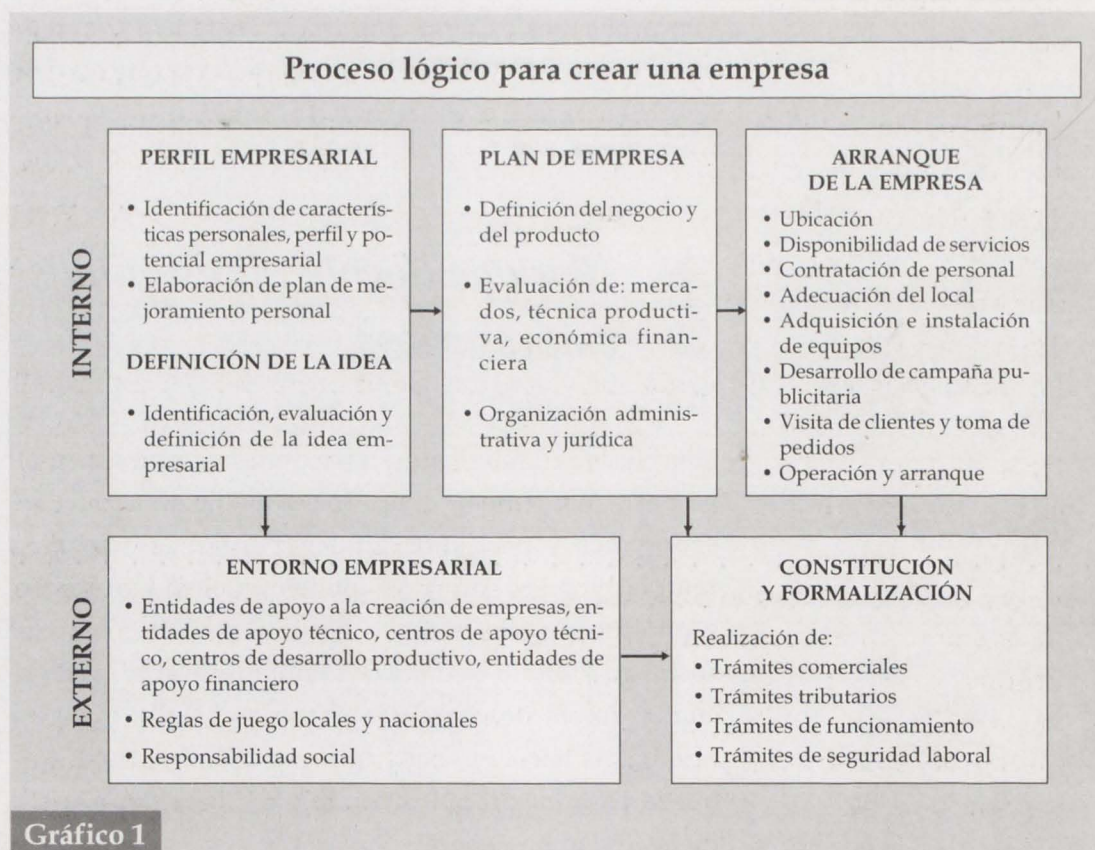 Proceso lógico para crear una empresa
INTERNO
PERFIL EMPRESARIAL
• Identificación de caracterís-
ticas personales, perfil y po-
tencial empresarial
• Elaboración de plan de me-
joramiento personal
DEFINICIÓN DE LA IDEA
• Identificación, evaluación y
definición de la idea em-
presarial
PLAN DE EMPRESA
• Definición del negocio y
del producto
• Evaluación de: merca-
dos, técnica producti-
va, económica finan-
ciera
• Organización adminis-
trativa y jurídica
ARRANQUE
DE LA EMPRESA
• Ubicación
• Disponibilidad de servicios
• Contratación de personal
• Adecuación del local
• Adquisición e instalación
de equipos
• Desarrollo de campaña pu-
blicitaria
• Visita de clientes y toma de
pedidos
• Operación y arranque
EXTERNO
ENTORNO EMPRESARIAL
• Entidades de apoyo a la creación de empresas, en-
tidades de apoyo técnico, centros de apoyo técni-
co, centros de desarrollo productivo, entidades de
apoyo financiero
• Reglas de juego locales y nacionales
• Responsabilidad social
CONSTITUCIÓN
Y FORMALIZACIÓN
Realización de:
• Trámites comerciales
• Trámites tributarios
• Trámites de funcionamiento
• Trámites de seguridad laboral
Gráfico 1